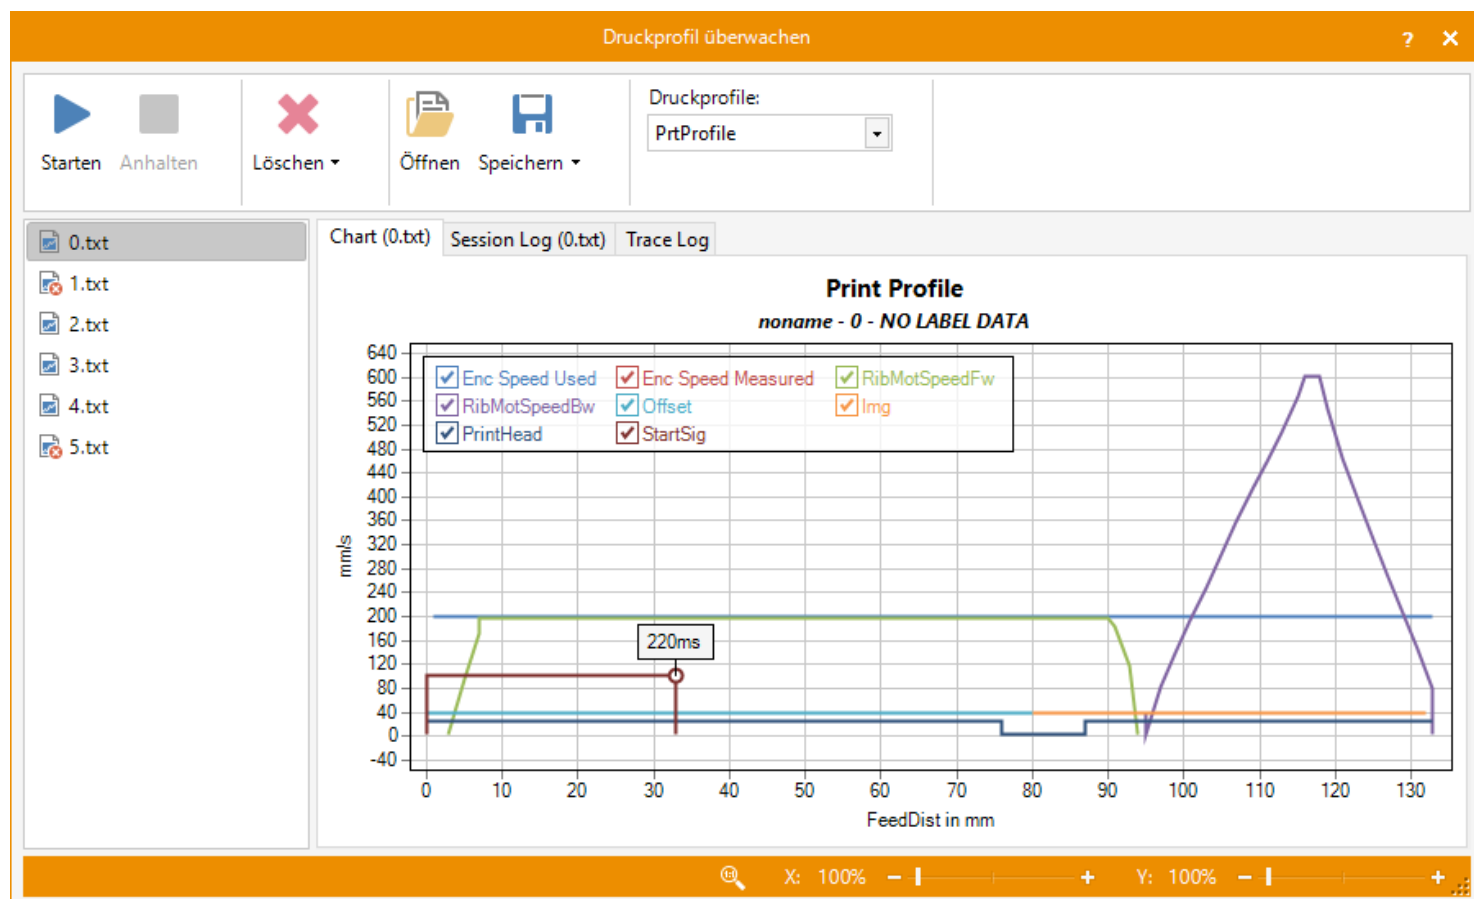 Druckprofil überwachen
?
Druckprofile:
PrtProfile
Starten Anhalten Löschen Öffnen Speichern
0.txt
1.txt
2.txt
3.txt
4.txt
5.txt
Chart (0.txt) Session Log (0.txt) Trace Log
Print Profile
noname - 0 - NO LABEL DATA
Enc Speed Used Enc Speed Measured RibMotSpeedFw
RibMotSpeedBw Offset Img
PrintHead StartSig
640
600
560
520
480
440
400
360
320
280
240
200
160
120
80
40
0
-40
mm/s
220ms
0 10 20 30 40 50 60 70 80 90 100 110 120 130
FeedDist in mm
X: 100% - + Y: 100% - +